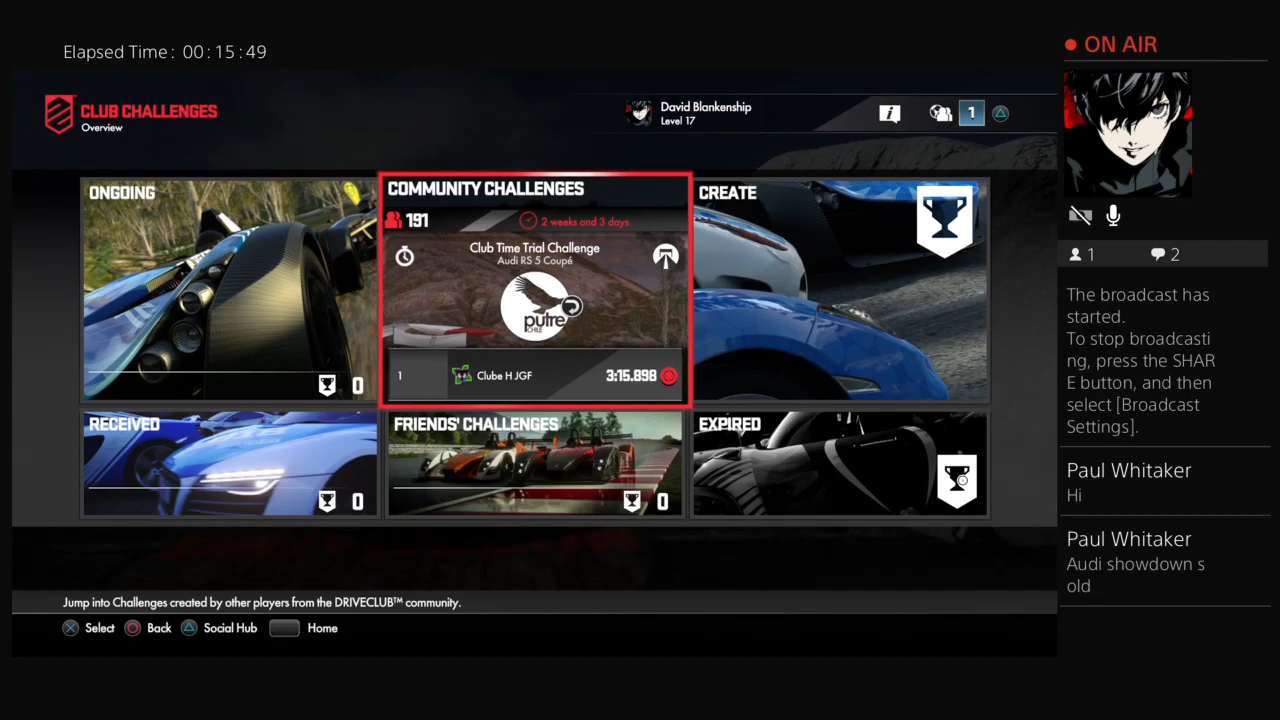 Elapsed Time: 00:15:49
ON AIR
CLUB CHALLENGES
Overview
David Blankenship
Level 17
1
ONGOING
0
COMMUNITY CHALLENGES
191
2 weeks and 3 days
Club Time Trial Challenge
Audi RS 5 Coupé
putre
CHILE
1 Clube H JGF 3:15.898
CREATE
RECEIVED
0
FRIENDS' CHALLENGES
0
EXPIRED
Jump into Challenges created by other players from the DRIVECLUB™ community.
Select Back Social Hub Home
1 2
The broadcast has
started.
To stop broadcasti
ng, press the SHAR
E button, and then
select [Broadcast
Settings].
Paul Whitaker
Hi
Paul Whitaker
Audi showdown s
old